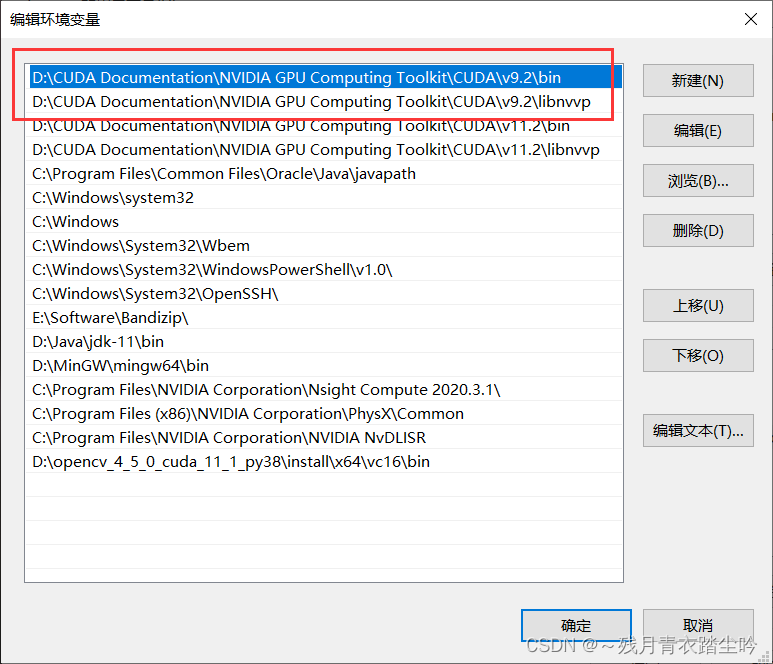 编辑环境变量
D:\CUDA Documentation\NVIDIA GPU Computing Toolkit\CUDA\v9.2\bin
D:\CUDA Documentation\NVIDIA GPU Computing Toolkit\CUDA\v9.2\libnvvp
D:\CUDA Documentation\NVIDIA GPU Computing Toolkit\CUDA\v11.2\bin
D:\CUDA Documentation\NVIDIA GPU Computing Toolkit\CUDA\v11.2\libnvvp
C:\Program Files\Common Files\Oracle\Java\javapath
C:\Windows\system32
C:\Windows
C:\Windows\System32\Wbem
C:\Windows\System32\WindowsPowerShell\v1.0\
C:\Windows\System32\OpenSSH\
E:\Software\Bandizip\
D:\Java\jdk-11\bin
D:\MinGW\mingw64\bin
C:\Program Files\NVIDIA Corporation\Nsight Compute 2020.3.1\
C:\Program Files (x86)\NVIDIA Corporation\PhysX\Common
C:\Program Files\NVIDIA Corporation\NVIDIA NvDLISR
D:\opencv_4_5_0_cuda_11_1_py38\install\x64\vc16\bin
新建(N)
编辑(E)
浏览(B)...
删除(D)
上移(U)
下移(O)
编辑文本(T)...
确定
取消
CSDN @～残月青衣踏尘吟